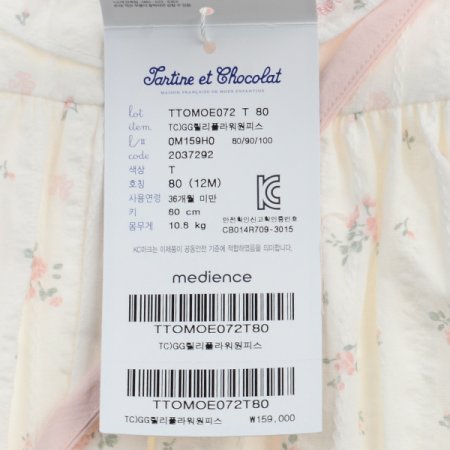 Tartine et Chocolat
MAISON FRANÇAISE DE MODE ENFANTINE
lot TTOMOE072 T 80
item TC)GG릴리플라워원피스
l/# 0M159H0 80/90/100
code 2037292
색상 T
호칭 80 (12M)
사용연령 36개월 미만
키 80 cm
몸무게 10.8 kg
안전확인신고확인증번호
CB014R709-3015
KC마크는 이제품이 공통안전 기준에 적합하였음을 의미합니다
medience
TTOMOE072T80
TC)GG릴리플라워원피스
TTOMOE072T80
TC)GG릴리플라워원피스 ₩159,000